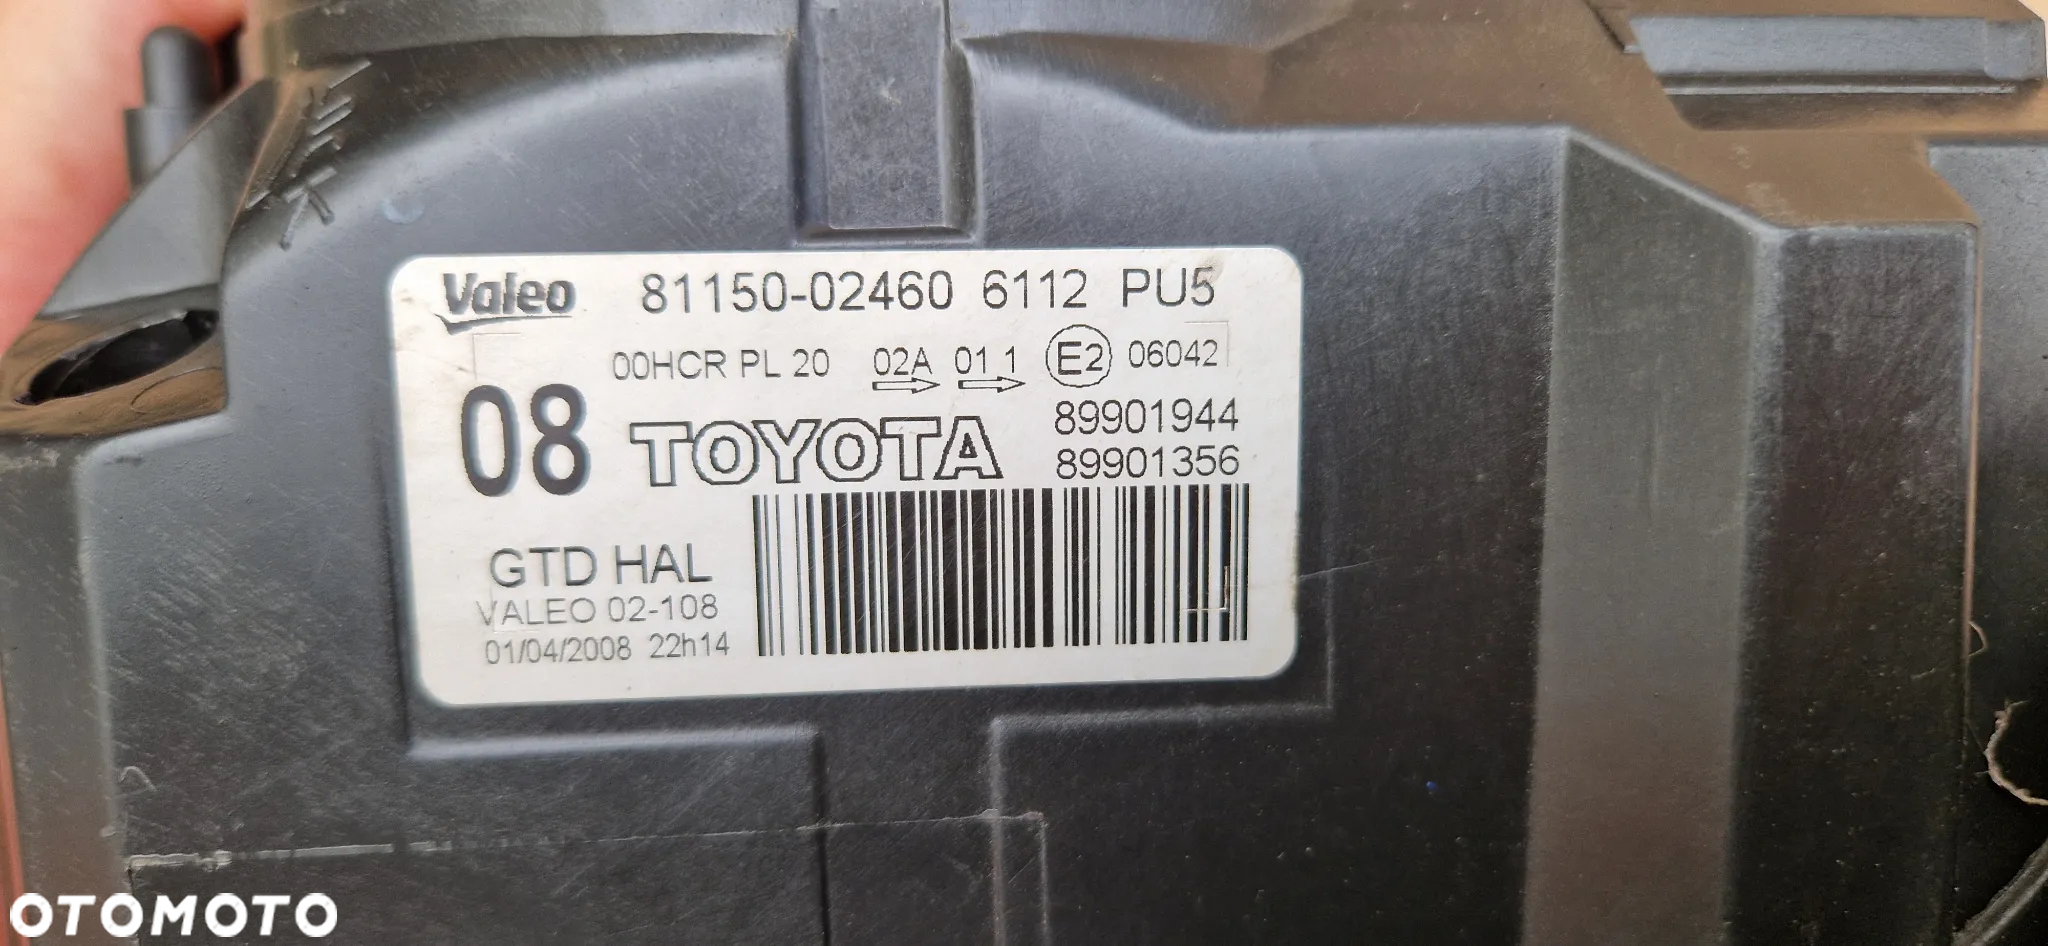 Valeo 81150-02460 6112 PU5
00HCR PL 20 02A 01 1 E2 06042
08 TOYOTA 89901944
89901356
GTD HAL
VALEO 02-108
01/04/2008 22h14
OTOMOTO